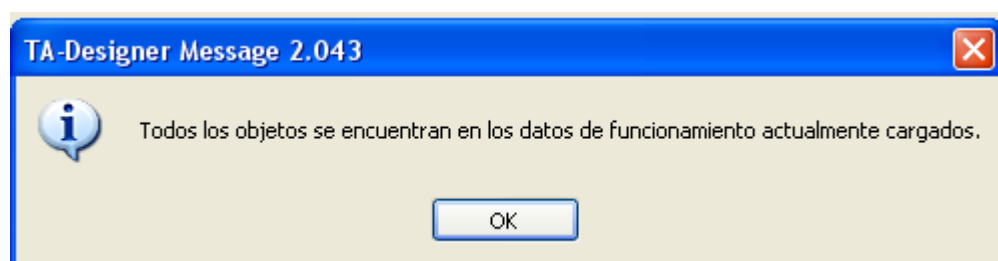 TA-Designer Message 2.043
Todos los objetos se encuentran en los datos de funcionamiento actualmente cargados.
OK